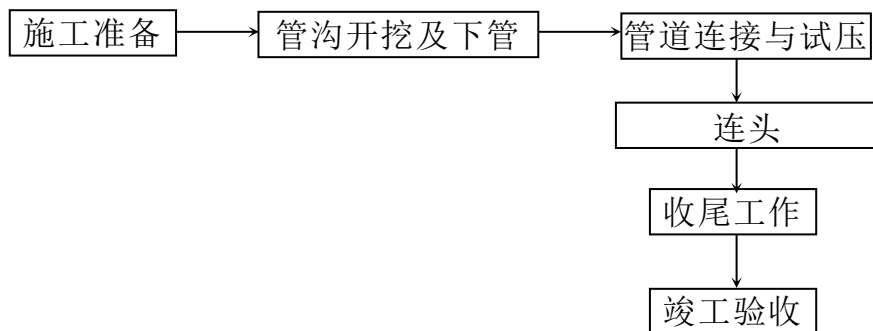 施工准备
管沟开挖及下管
管道连接与试压
连头
收尾工作
竣工验收